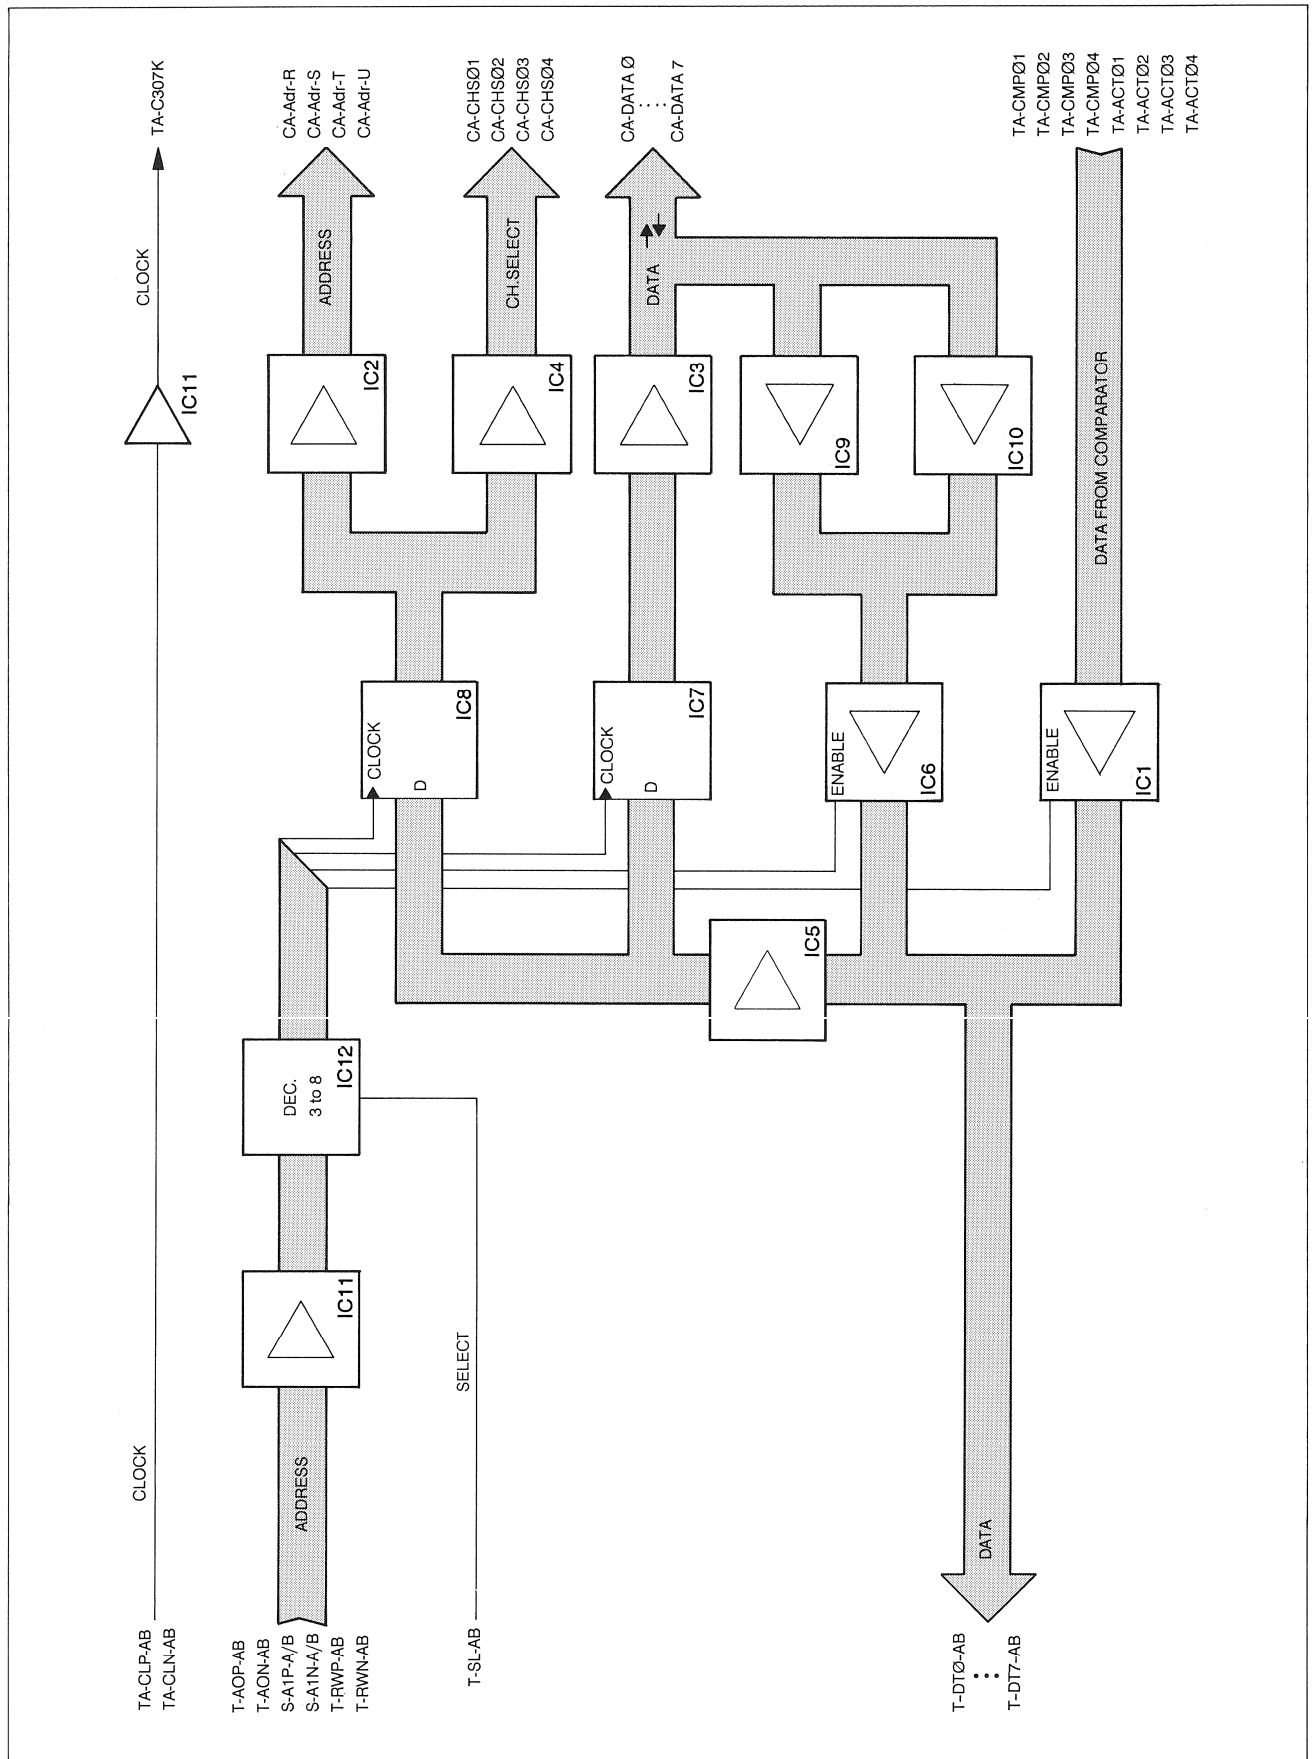 TA-CLP-AB
TA-CLN-AB
CLOCK
IC11
CLOCK
TA-C307K
T-AOP-AB
T-AON-AB
S-A1P-A/B
S-A1N-A/B
T-RWP-AB
T-RWN-AB
ADDRESS
IC11
DEC.
3 to 8
IC12
T-SL-AB
SELECT
CLOCK
D
IC8
IC2
ADDRESS
CA-Adr-R
CA-Adr-S
CA-Adr-T
CA-Adr-U
IC4
CH.SELECT
CA-CHSØ1
CA-CHSØ2
CA-CHSØ3
CA-CHSØ4
CLOCK
D
IC7
IC3
DATA
CA-DATA Ø
CA-DATA 7
IC5
ENABLE
IC6
IC9
IC10
T-DTØ-AB
T-DT7-AB
DATA
ENABLE
IC1
DATA FROM COMPARATOR
TA-CMPØ1
TA-CMPØ2
TA-CMPØ3
TA-CMPØ4
TA-ACTØ1
TA-ACTØ2
TA-ACTØ3
TA-ACTØ4